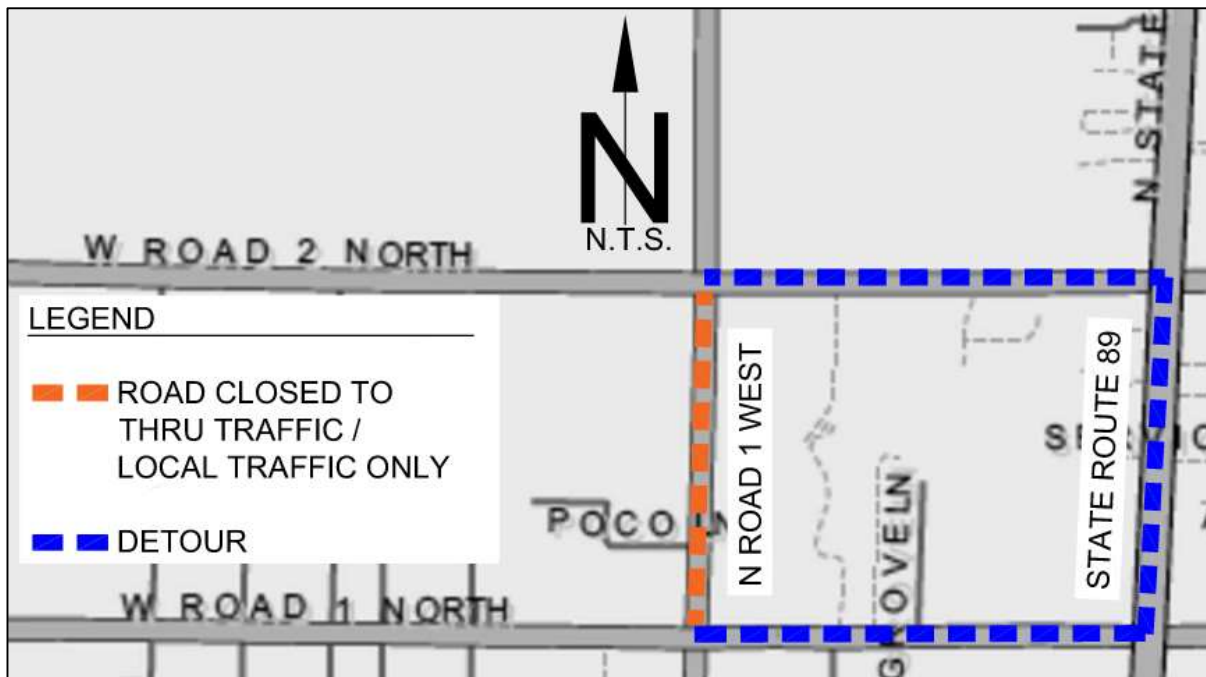 N STATE
N
N.T.S.
W ROAD 2 NORTH
LEGEND
ROAD CLOSED TO
THRU TRAFFIC /
LOCAL TRAFFIC ONLY
DETOUR
N ROAD 1 WEST
STATE ROUTE 89
POCO LN
GROVE LN
W ROAD 1 NORTH